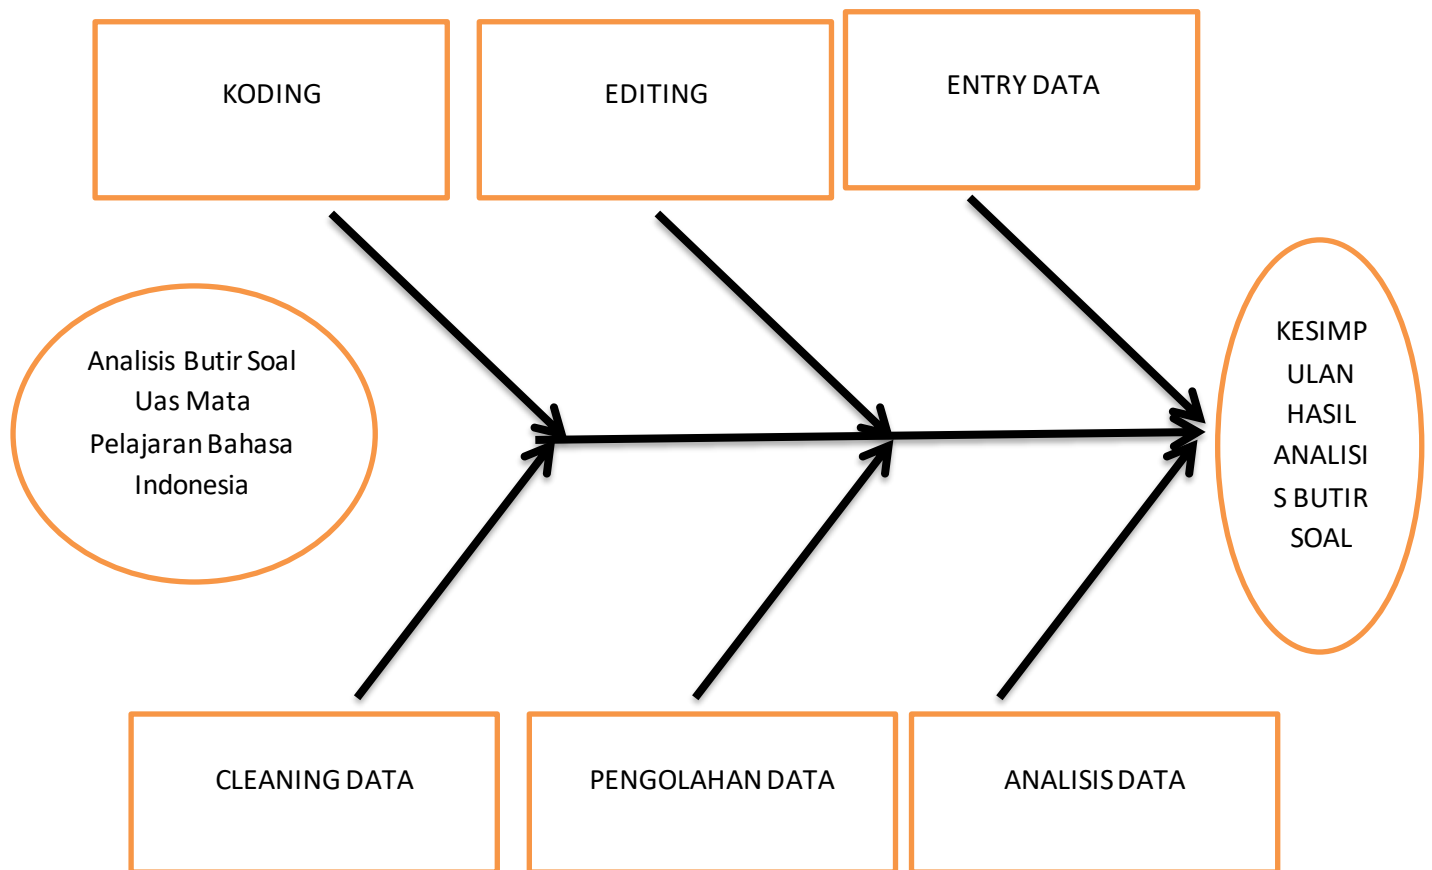 KODING
EDITING
ENTRY DATA
Analisis Butir Soal
Uas Mata
Pelajaran Bahasa
Indonesia
KESIMP
ULAN
HASIL
ANALISI
S BUTIR
SOAL
CLEANING DATA
PENGOLAHAN DATA
ANALISIS DATA